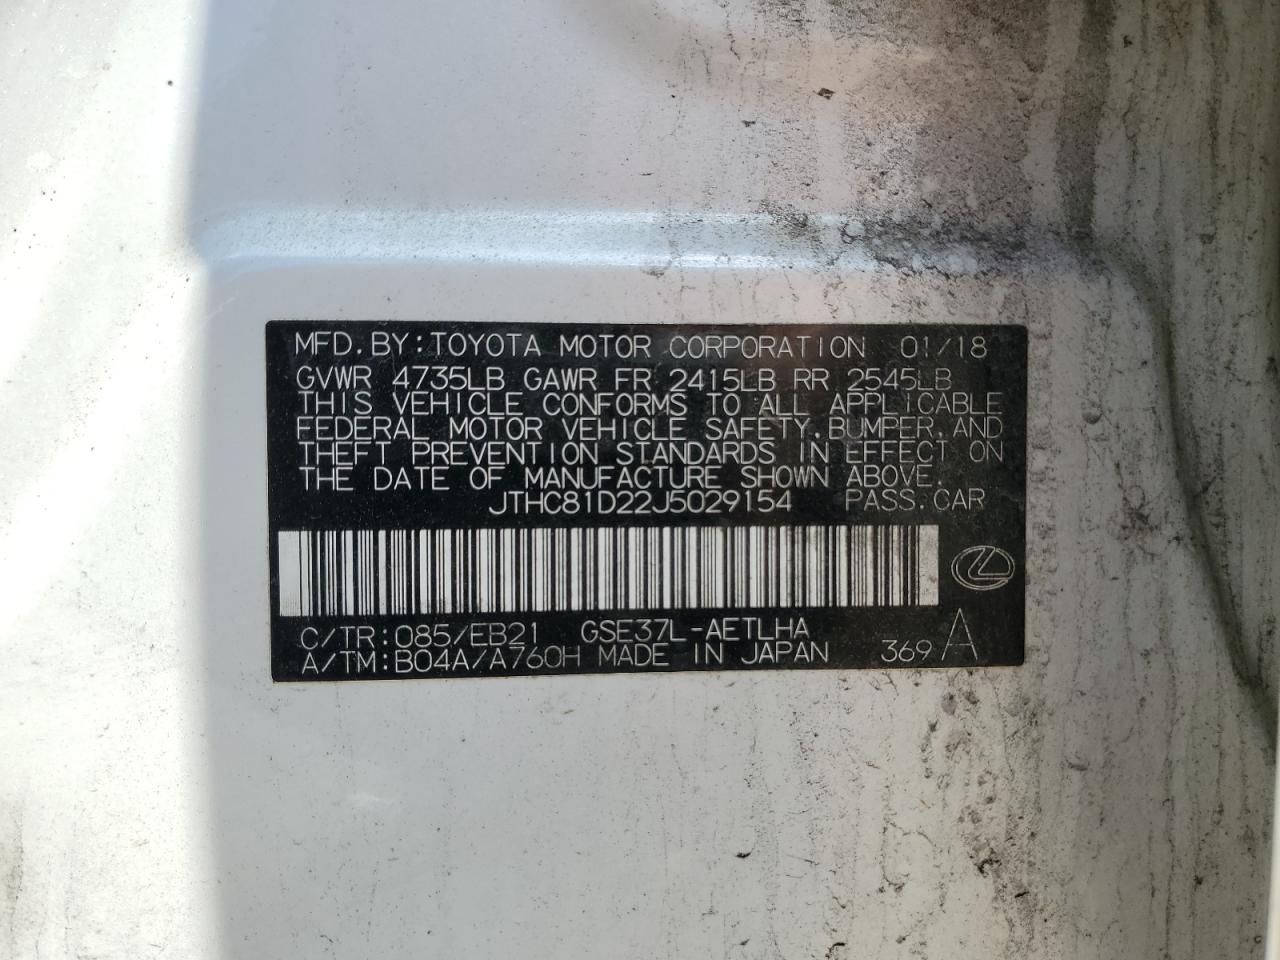 MFD. BY: TOYOTA MOTOR CORPORATION 01/18
GVWR 4735LB GAWR FR 2415LB RR 2545LB
THIS VEHICLE CONFORMS TO ALL APPLICABLE
FEDERAL MOTOR VEHICLE SAFETY, BUMPER, AND
THEFT PREVENTION STANDARDS IN EFFECT ON
THE DATE OF MANUFACTURE SHOWN ABOVE.
JTHC81D22J5029154 PASS. CAR
C/TR: 085/EB21 GSE37L-AETLHA
A/TM: B04A/A760H MADE IN JAPAN 369 A